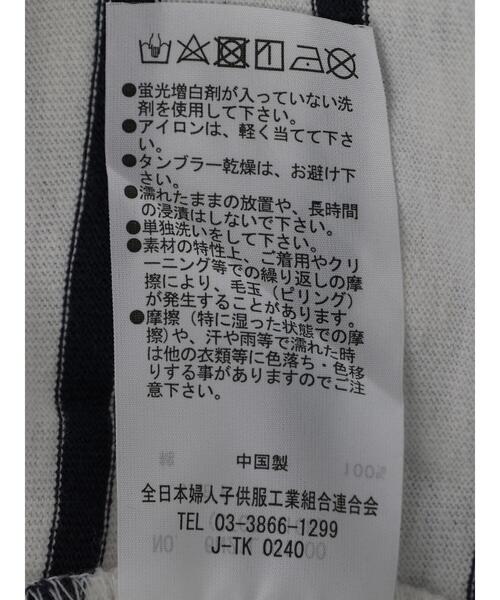 ●蛍光増白剤が入っていない洗
剤を使用して下さい。
●アイロンは、軽く当てて下さ
い。
●タンブラー乾燥は、お避け下
さい。
●濡れたままの放置や、長時間
の浸漬はしないで下さい。
●単独洗いをして下さい。
●素材の特性上、ご着用やクリ
ーニング等での繰り返しの摩
擦により、毛玉（ピリング）
が発生することがあります。
●摩擦（特に湿った状態での摩
擦）や、汗や雨等で濡れた時
は他の衣類等に色落ち・色移
りする事がありますのでご注
意下さい。
中国製
全日本婦人子供服工業組合連合会
TEL 03-3866-1299
J-TK 0240